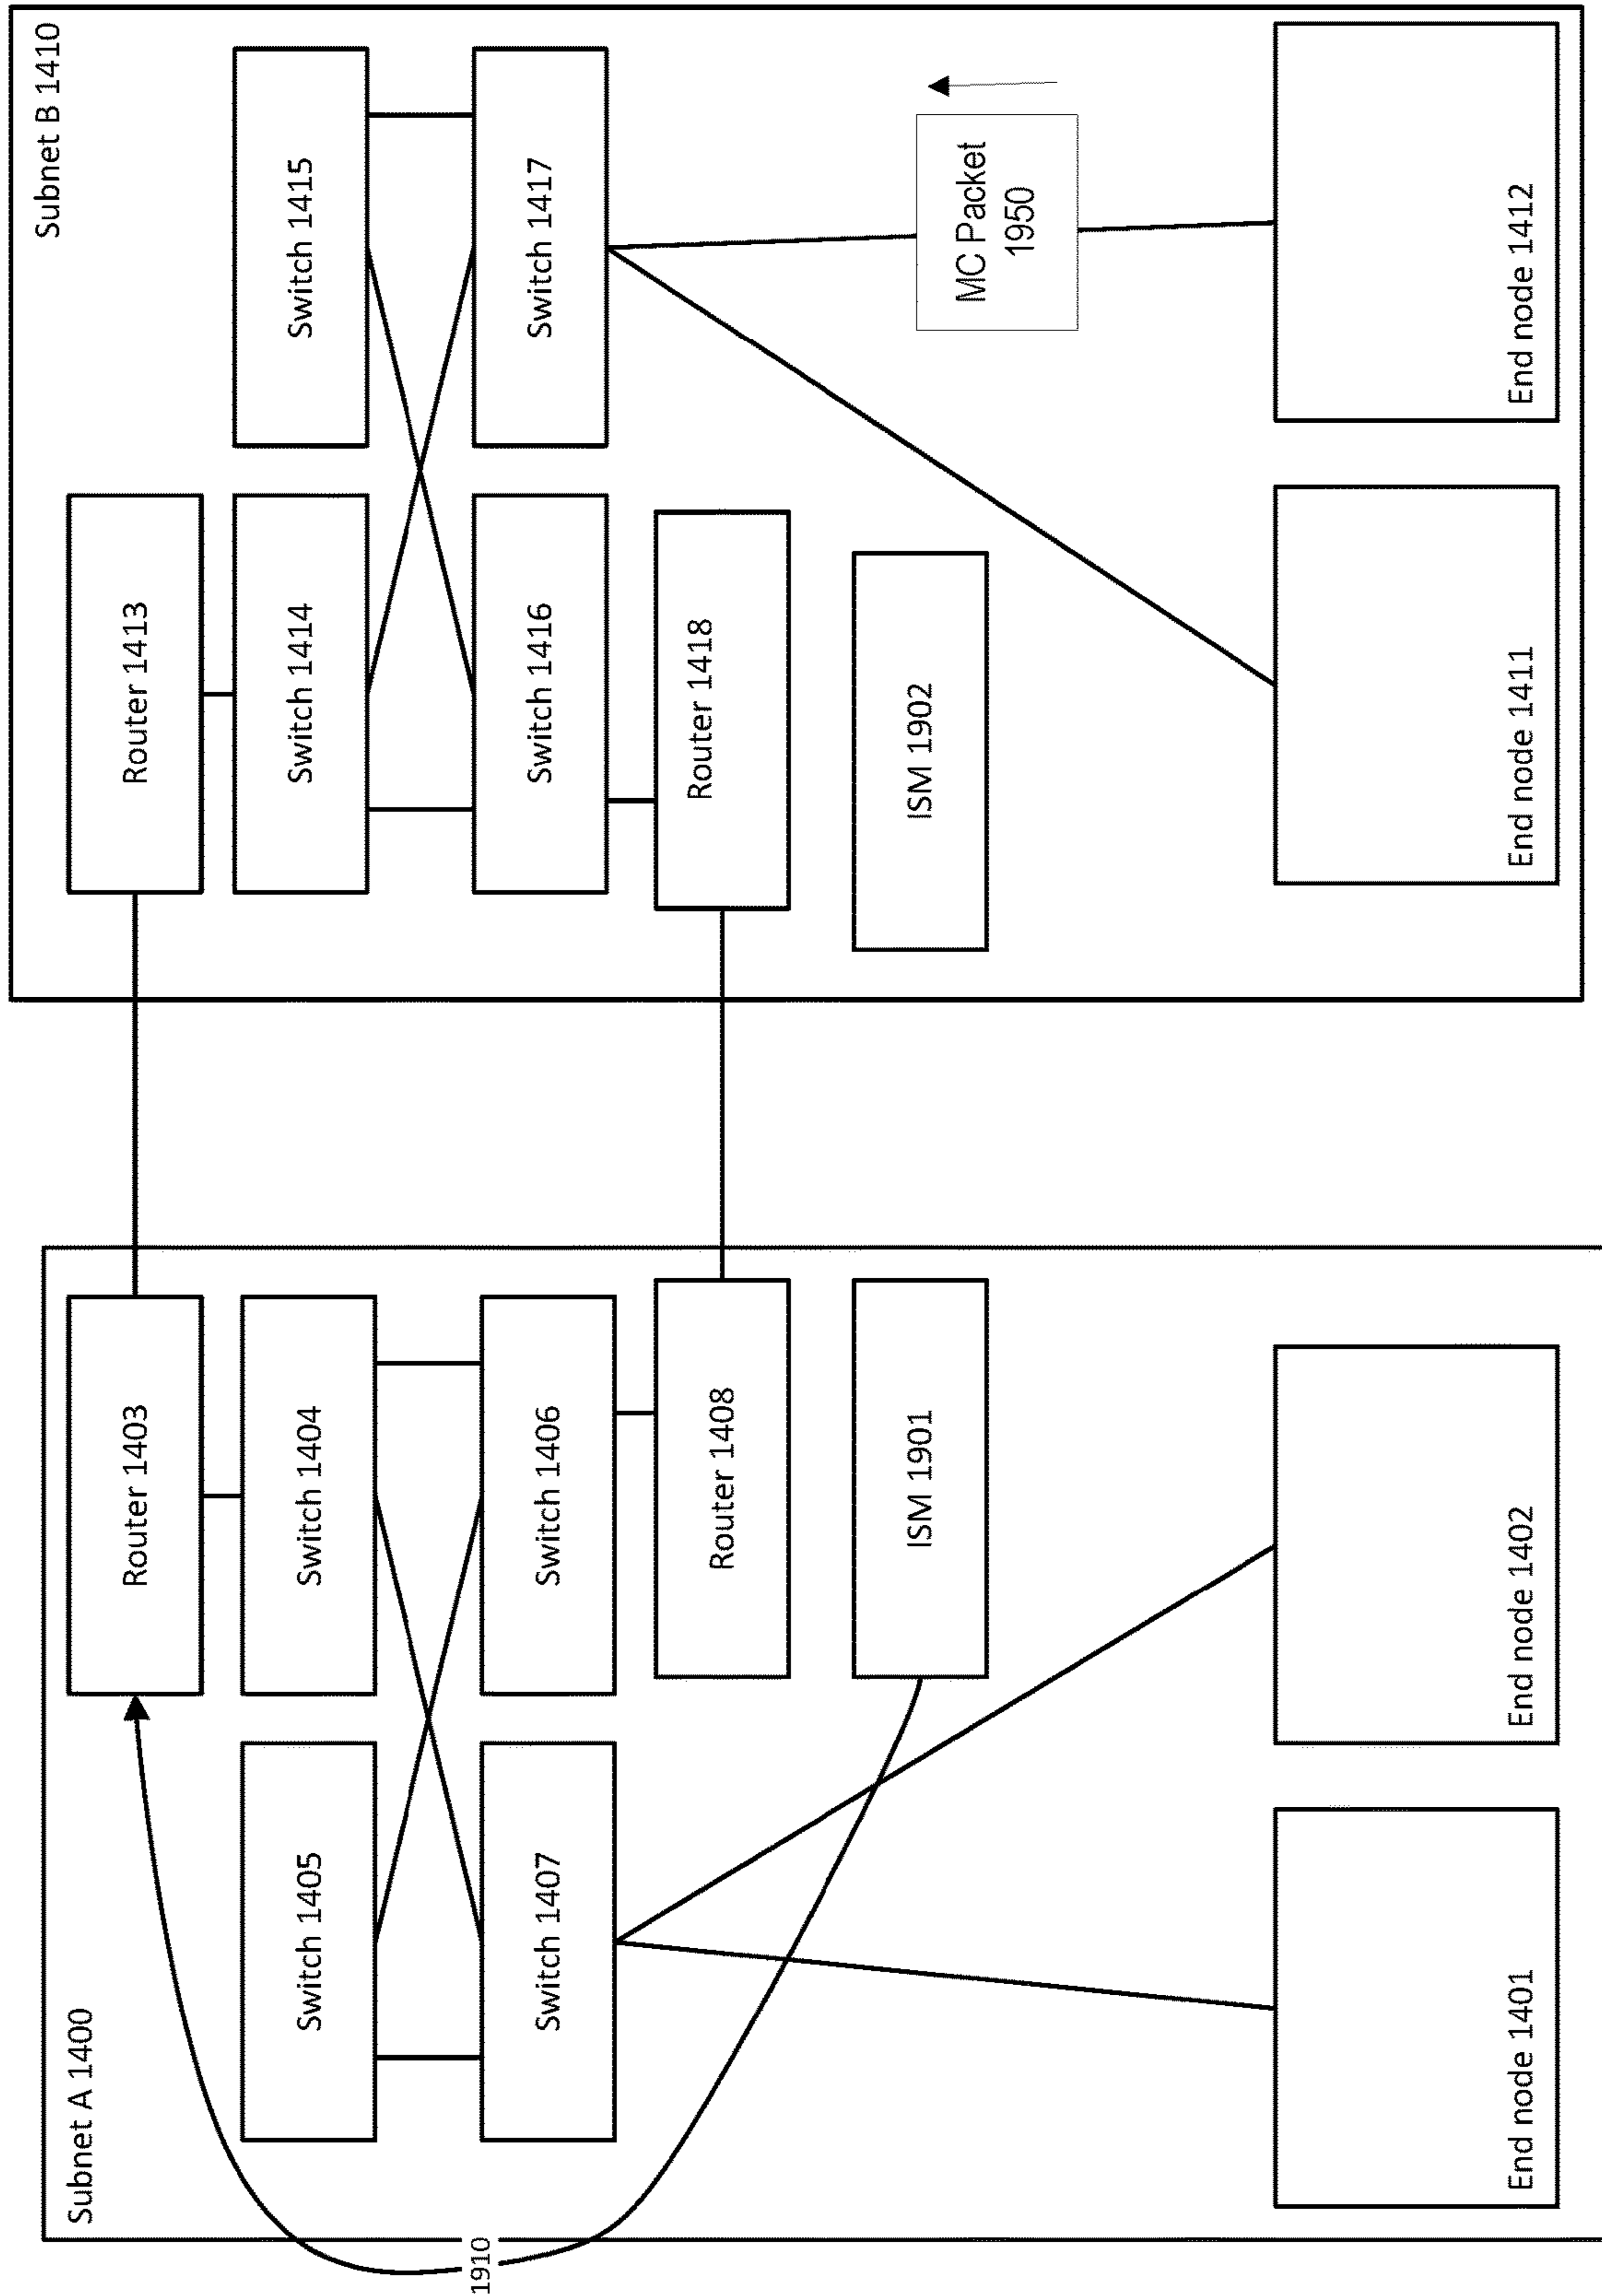 Subnet A 1400
Router 1403
Switch 1405
Switch 1404
Switch 1407
Switch 1406
Router 1408
ISM 1901
1910
End node 1401
End node 1402
Subnet B 1410
Router 1413
Switch 1414
Switch 1415
Switch 1416
Switch 1417
Router 1418
ISM 1902
MC Packet
1950
End node 1411
End node 1412